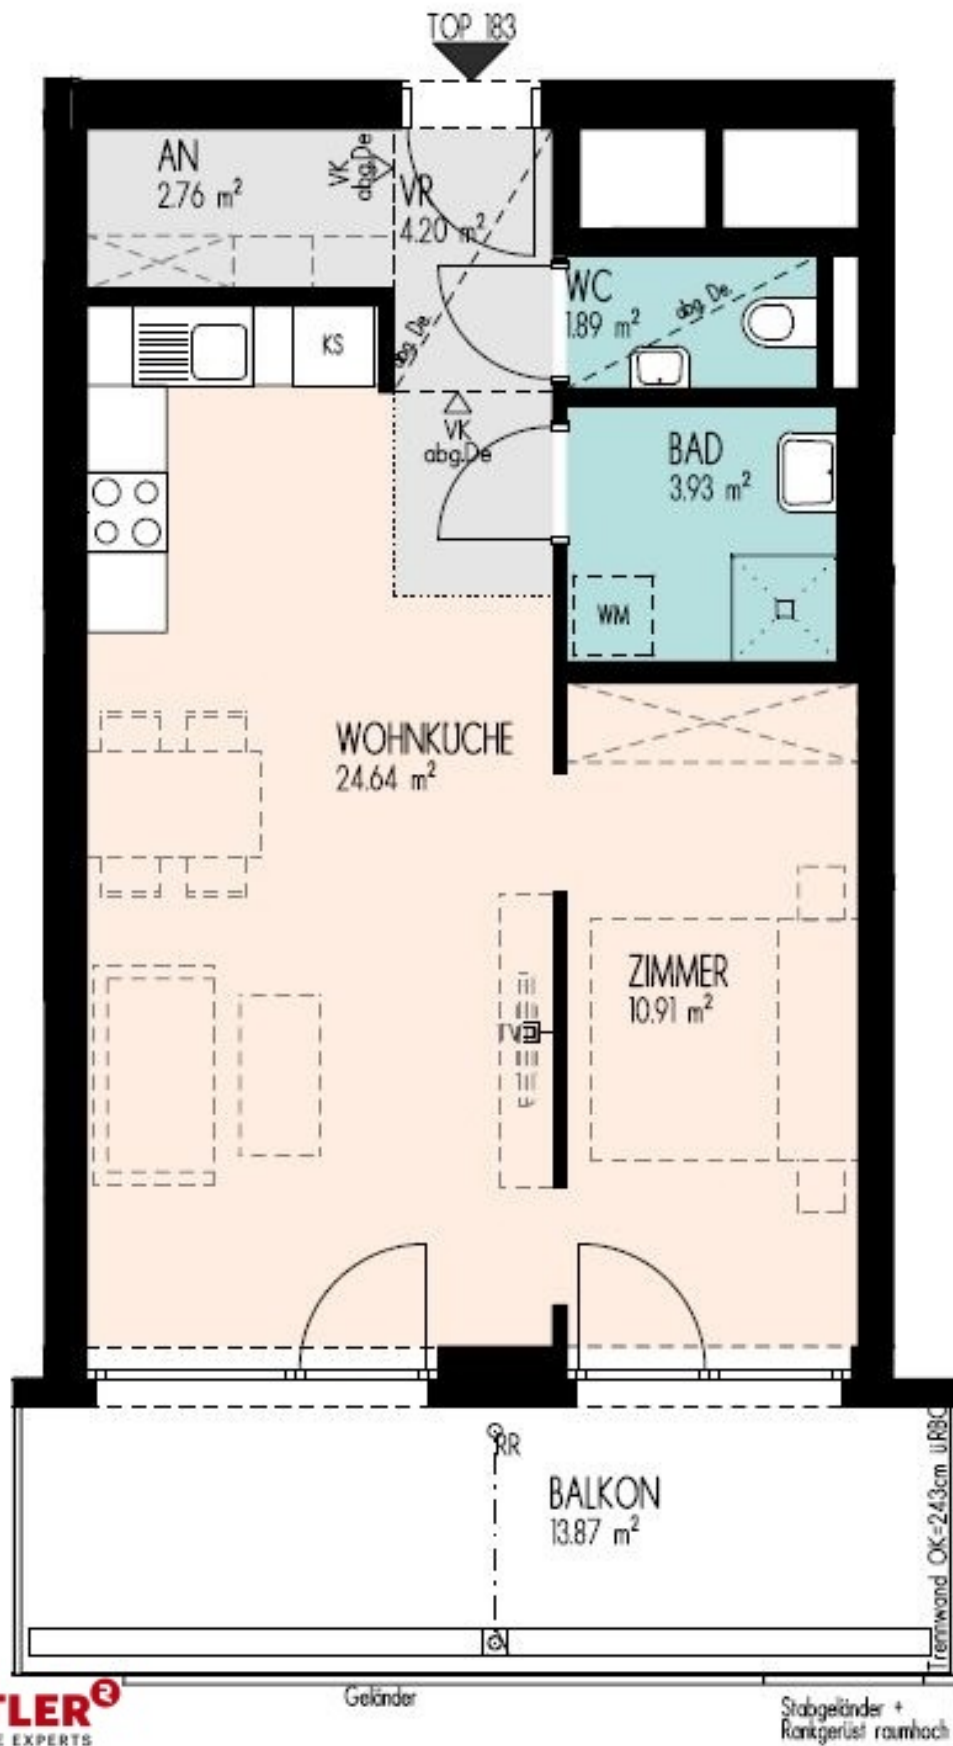 TOP 183
AN
2.76 m²
VK
abg.De
VR
4.20 m²
WC
1.89 m²
abg. De.
KS
abg. De
VK
abg.De
BAD
3.93 m²
WM
WOHNKÜCHE
24.64 m²
ZIMMER
10.91 m²
TV
RR
BALKON
13.87 m²
Trennwand OK=243cm üRBO
TLER
E EXPERTS
Geländer
Stabgeländer +
Rankgerüst raumhoch